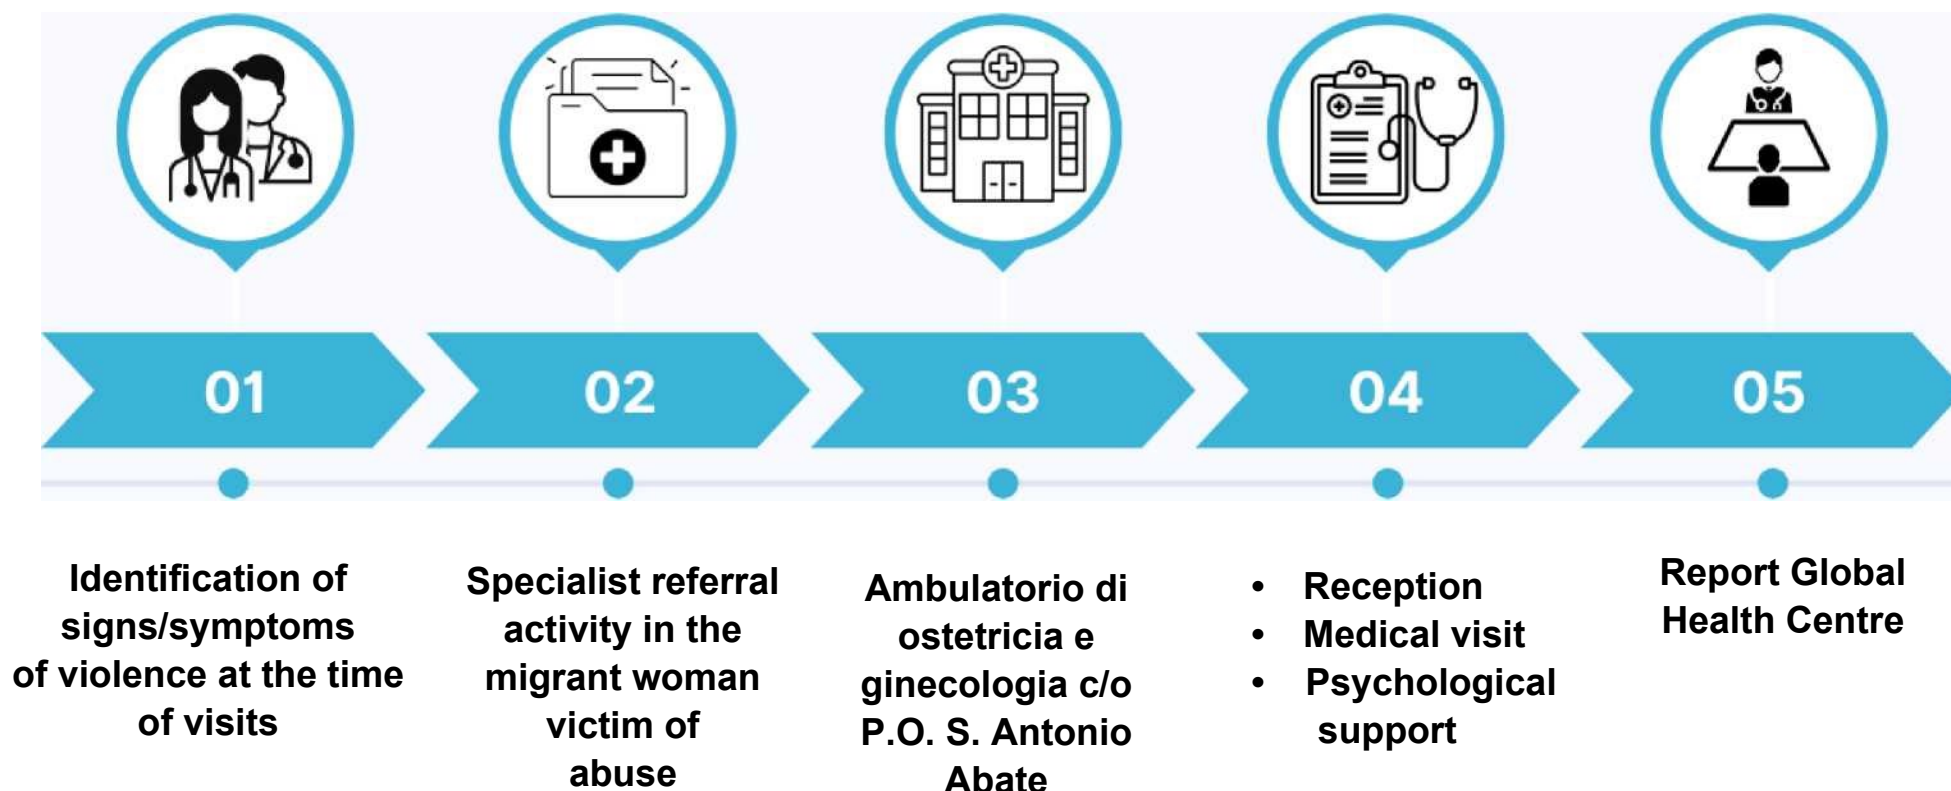 01
02
03
04
05
Identification of
signs/symptoms
of violence at the time
of visits
Specialist referral
activity in the
migrant woman
victim of
abuse
Ambulatorio di
ostetricia e
ginecologia c/o
P.O. S. Antonio
Abate
• Reception
• Medical visit
• Psychological
support
Report Global
Health Centre